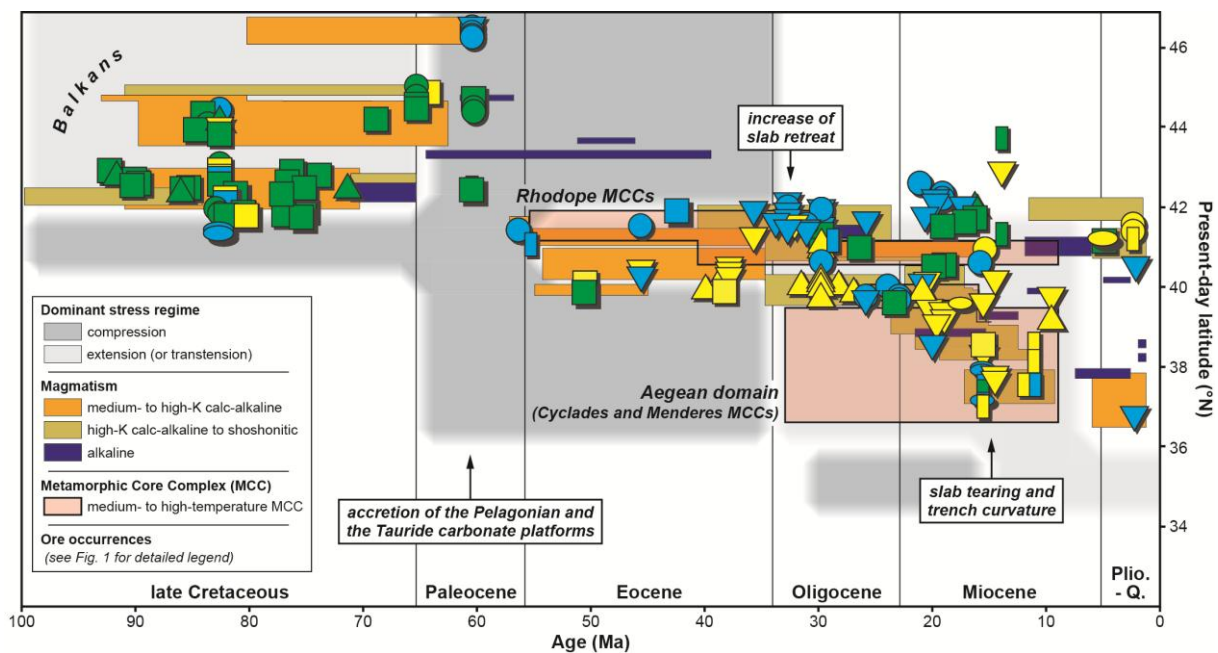 Balkans
increase of
slab retreat
Rhodope MCCs
Aegean domain
(Cyclades and Menderes MCCs)
accretion of the Pelagonian and
the Tauride carbonate platforms
slab tearing and
trench curvature
Dominant stress regime
compression
extension (or transtension)
Magmatism
medium- to high-K calc-alkaline
high-K calc-alkaline to shoshonitic
alkaline
Metamorphic Core Complex (MCC)
medium- to high-temperature MCC
Ore occurrences
(see Fig. 1 for detailed legend)
late Cretaceous
Paleocene
Eocene
Oligocene
Miocene
Plio.
- Q.
100 90 80 70 60 50 40 30 20 10 0
Age (Ma)
46
44
42
40
38
36
34
Present-day latitude (°N)